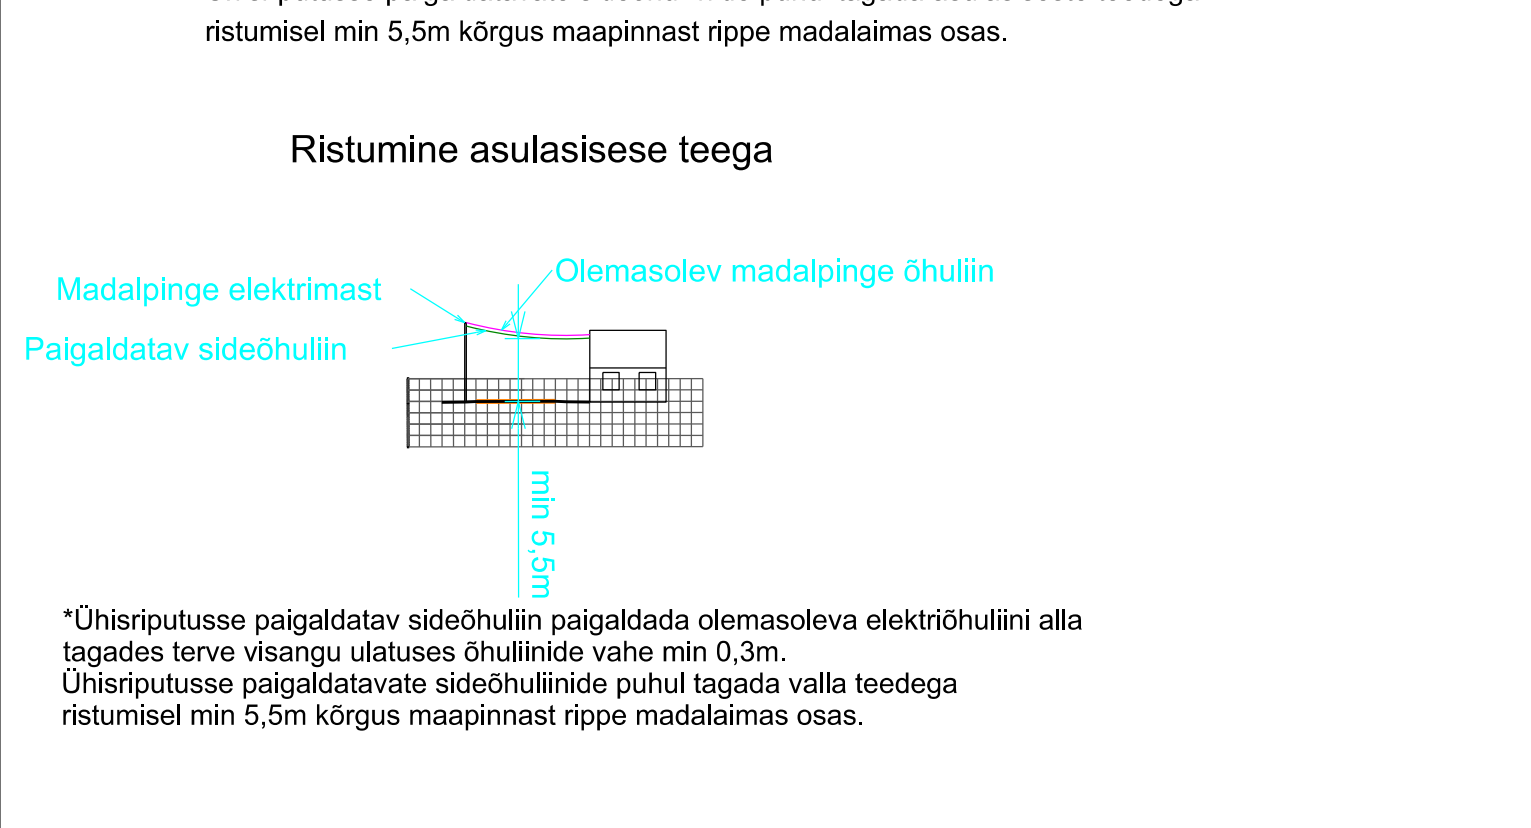 ristumisel min 5,5m kõrgus maapinnast rippe madalaimas osas.
Ristumine asulasisese teega
Olemasolev madalpinge õhuliin
Madalpinge elektrimast
Paigaldatav sideõhuliin
min 5,5m
*Ühisriputusse paigaldatav sideõhuliin paigaldada olemasoleva elektriõhuliini alla
tagades terve visangu ulatuses õhuliinide vahe min 0,3m.
Ühisriputusse paigaldatavate sideõhuliinide puhul tagada valla teedega
ristumisel min 5,5m kõrgus maapinnast rippe madalaimas osas.